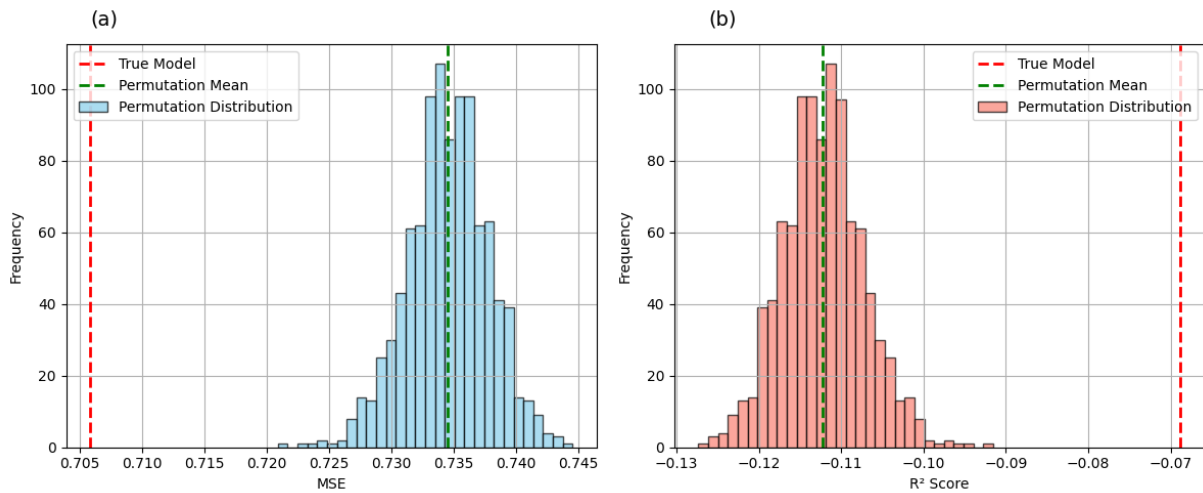 (a)
True Model
Permutation Mean
Permutation Distribution
Frequency
100
80
60
40
20
0
0.705 0.710 0.715 0.720 0.725 0.730 0.735 0.740 0.745
MSE
(b)
True Model
Permutation Mean
Permutation Distribution
Frequency
100
80
60
40
20
0
−0.13 −0.12 −0.11 −0.10 −0.09 −0.08 −0.07
R² Score